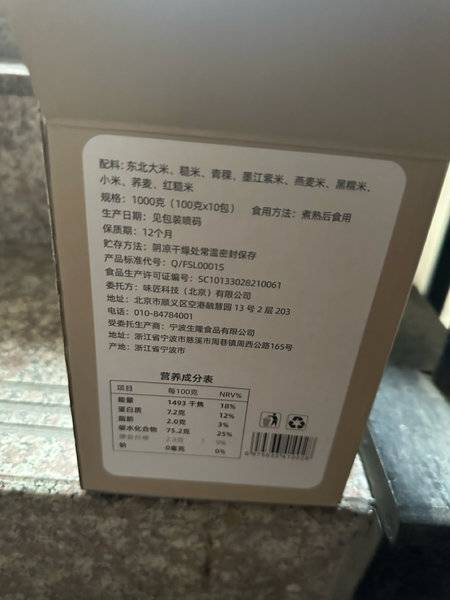 配料：东北大米、糙米、青稞、墨江紫米、燕麦米、黑糯米、
小米、荞麦、红糙米
规格：1000克（100克x10包） 食用方法：煮熟后食用
生产日期：见包装喷码
保质期：12个月
贮存方法：阴凉干燥处常温密封保存
产品标准代号：Q/FSL0001S
食品生产许可证编号：SC10133028210061
委托方：味匠科技（北京）有限公司
地址：北京市顺义区空港融慧园 13 号 2 层 203
电话：010-84784001
受委托生产商：宁波生隆食品有限公司
地址：浙江省宁波市慈溪市周巷镇周西公路165号
产地：浙江省宁波市
营养成分表
项目 每100克 NRV%
能量 1493 千焦 18%
蛋白质 7.2克 12%
脂肪 2.0克 3%
碳水化合物 75.2克 25%
膳食纤维
钠 0毫克 0%